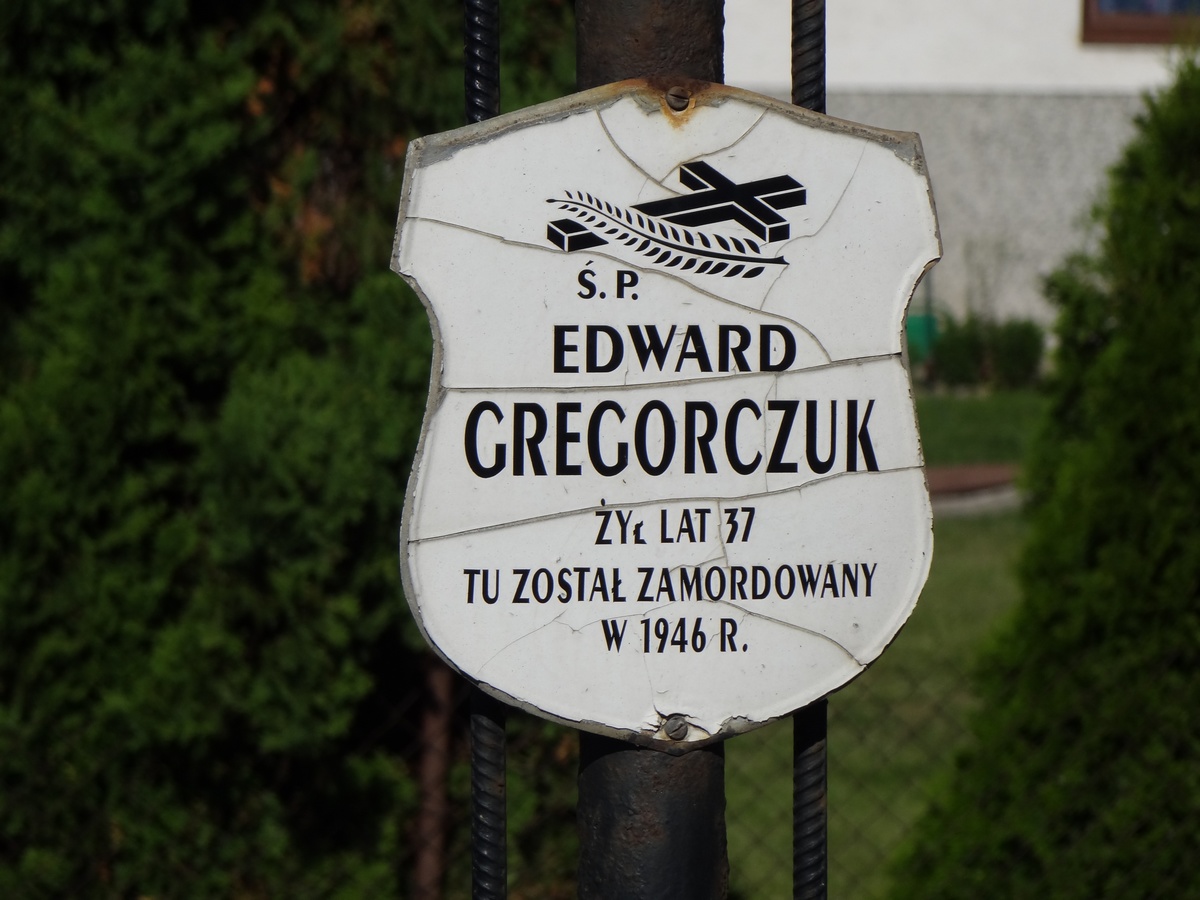 Ś. P.
EDWARD
GREGORCZUK
ŻYŁ LAT 37
TU ZOSTAŁ ZAMORDOWANY
W 1946 R.